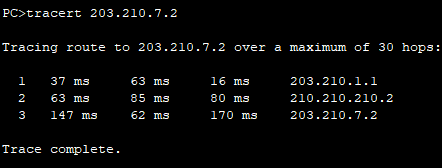 PC>tracert 203.210.7.2
Tracing route to 203.210.7.2 over a maximum of 30 hops:
1 37 ms 63 ms 16 ms 203.210.1.1
2 63 ms 85 ms 80 ms 210.210.210.2
3 147 ms 62 ms 170 ms 203.210.7.2
Trace complete.